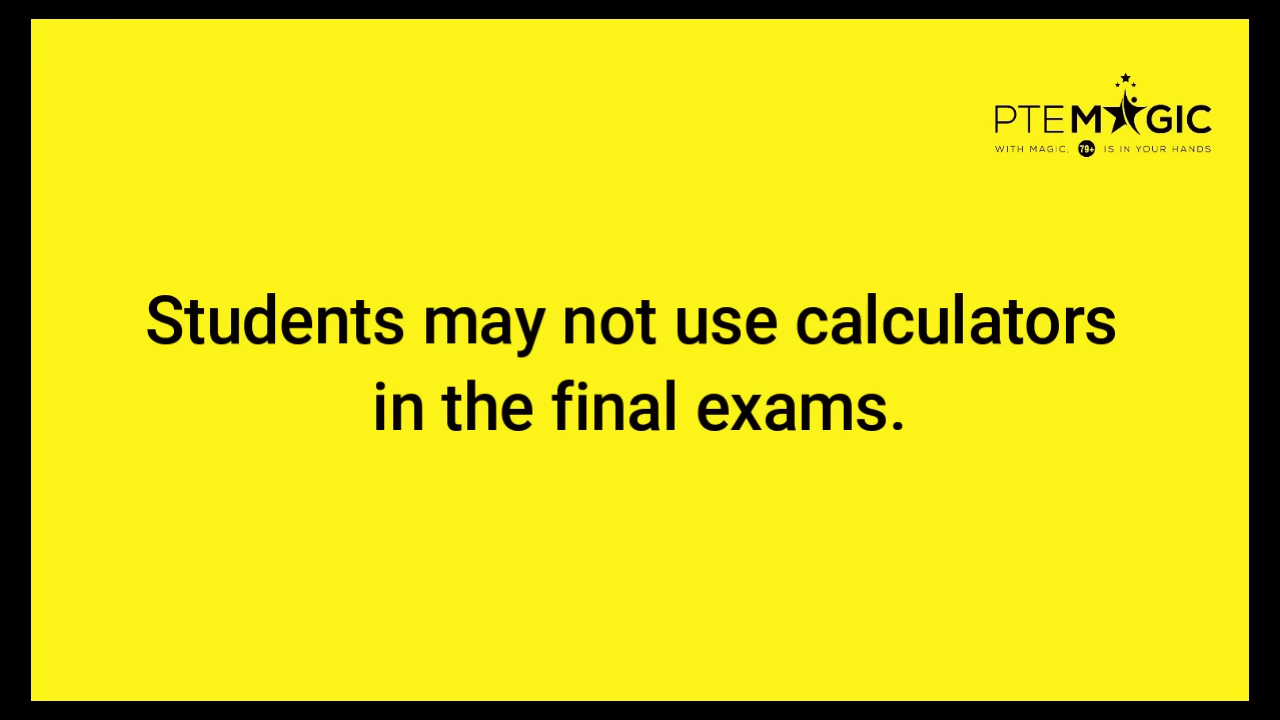 PTEMAGIC
WITH MAGIC, 79+ IS IN YOUR HANDS
Students may not use calculators
in the final exams.